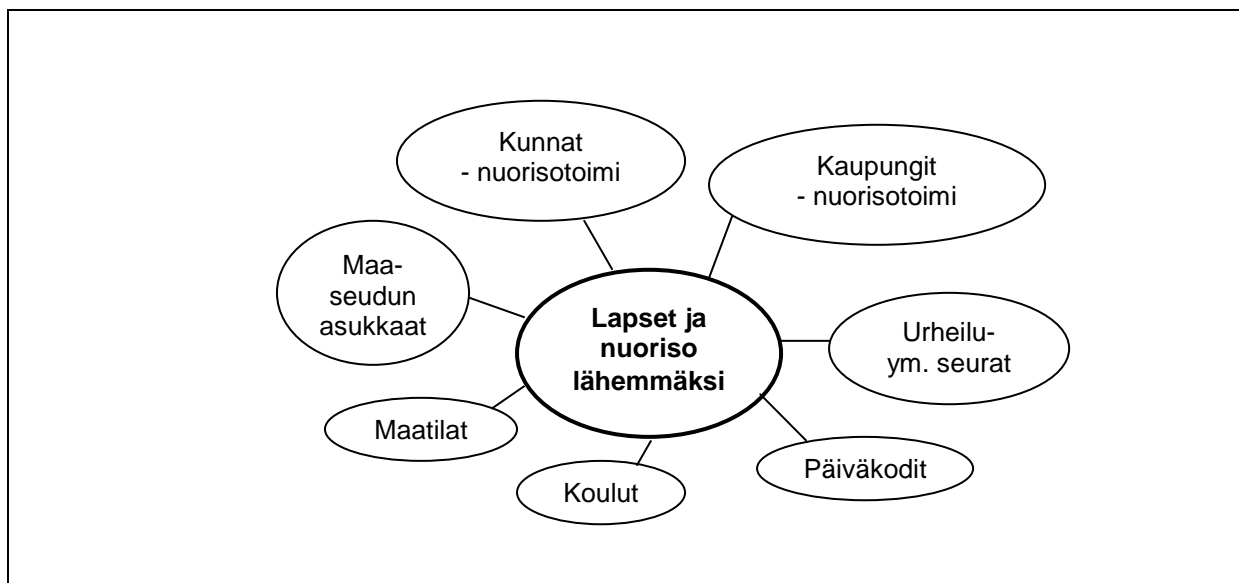 Kunnat
- nuorisotoimi
Kaupungit
- nuorisotoimi
Maa-
seudun
asukkaat
Lapset ja
nuoriso
lähemmäksi
Urheilu-
ym. seurat
Maatilat
Koulut
Päiväkodit